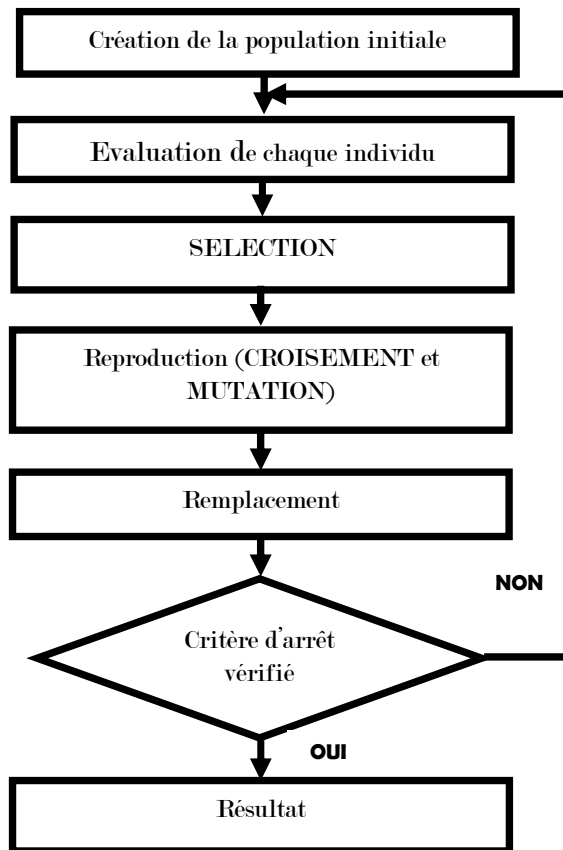 Création de la population initiale
Evaluation de chaque individu
SELECTION
Reproduction (CROISEMENT et
MUTATION)
Remplacement
NON
Critère d'arrêt
vérifié
OUI
Résultat